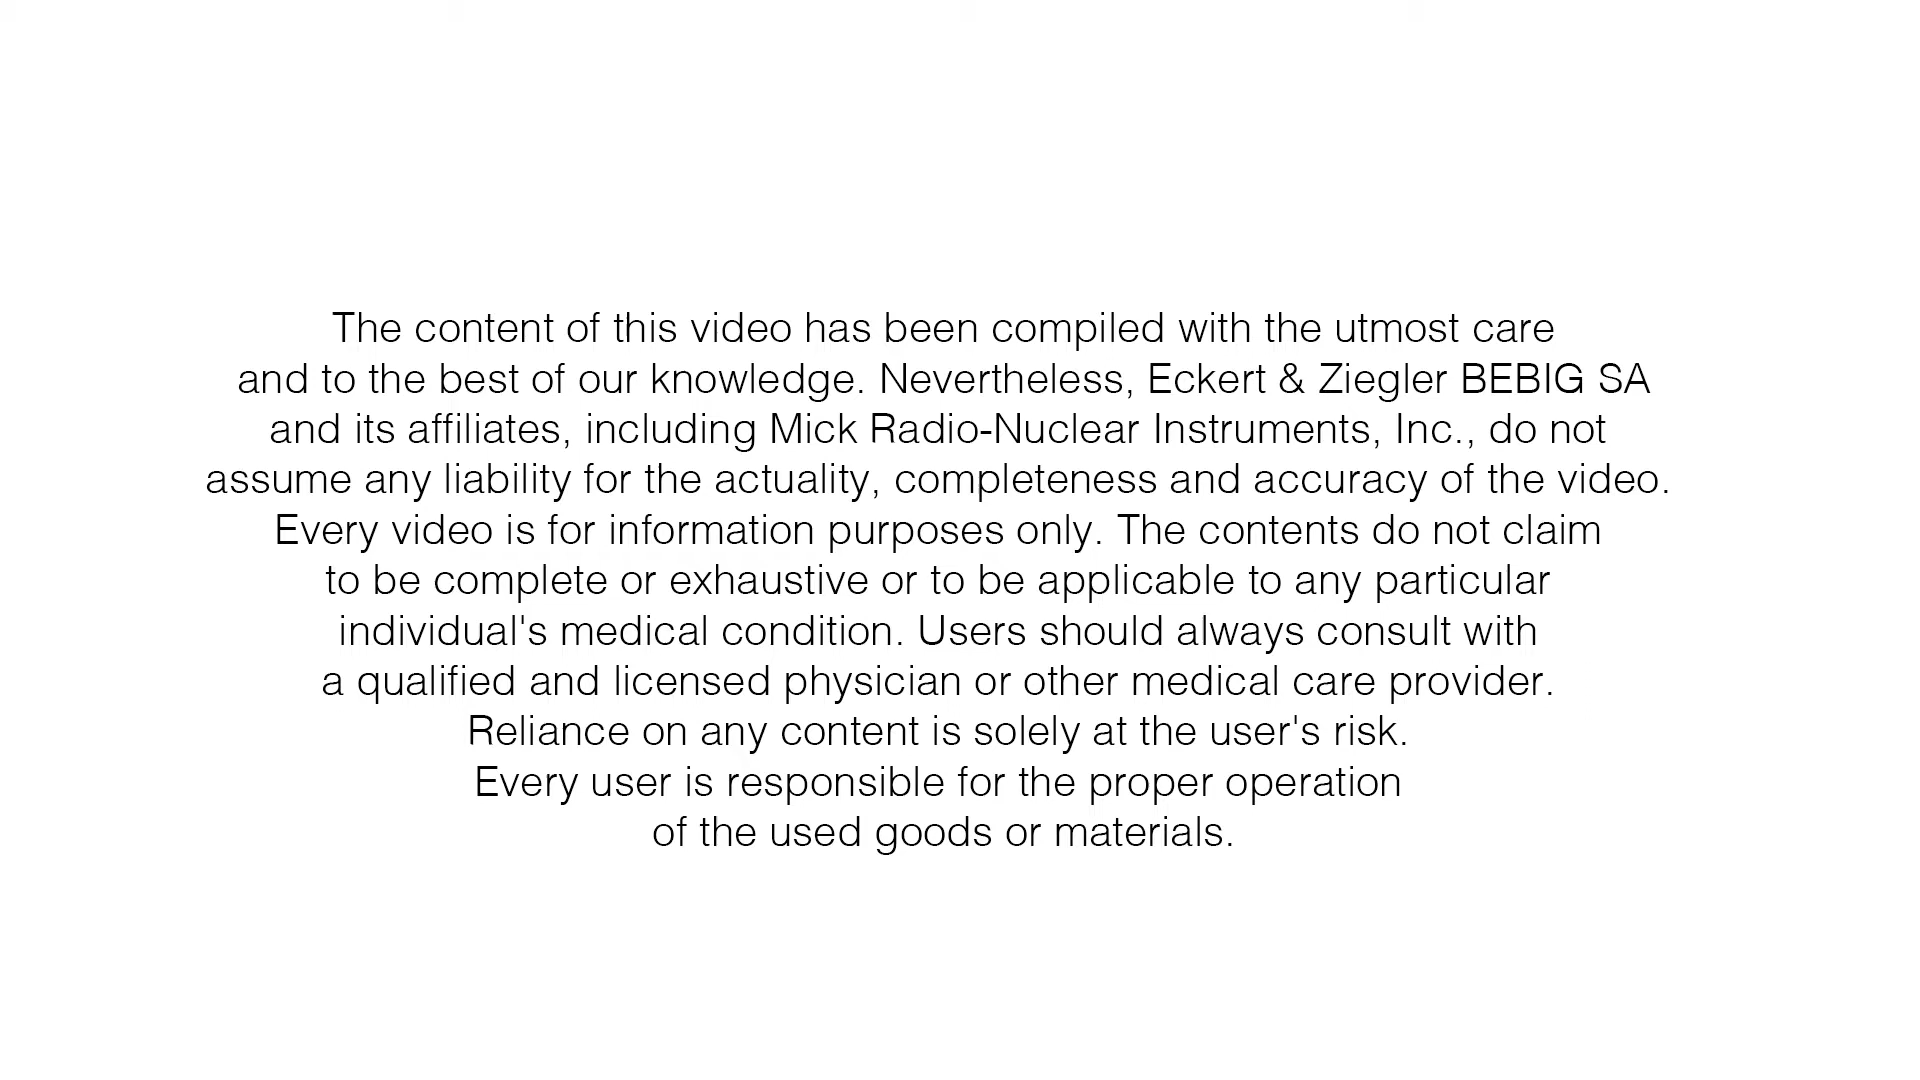 The content of this video has been compiled with the utmost care
and to the best of our knowledge. Nevertheless, Eckert & Ziegler BEBIG SA
and its affiliates, including Mick Radio-Nuclear Instruments, Inc., do not
assume any liability for the actuality, completeness and accuracy of the video.
Every video is for information purposes only. The contents do not claim
to be complete or exhaustive or to be applicable to any particular
individual's medical condition. Users should always consult with
a qualified and licensed physician or other medical care provider.
Reliance on any content is solely at the user's risk.
Every user is responsible for the proper operation
of the used goods or materials.